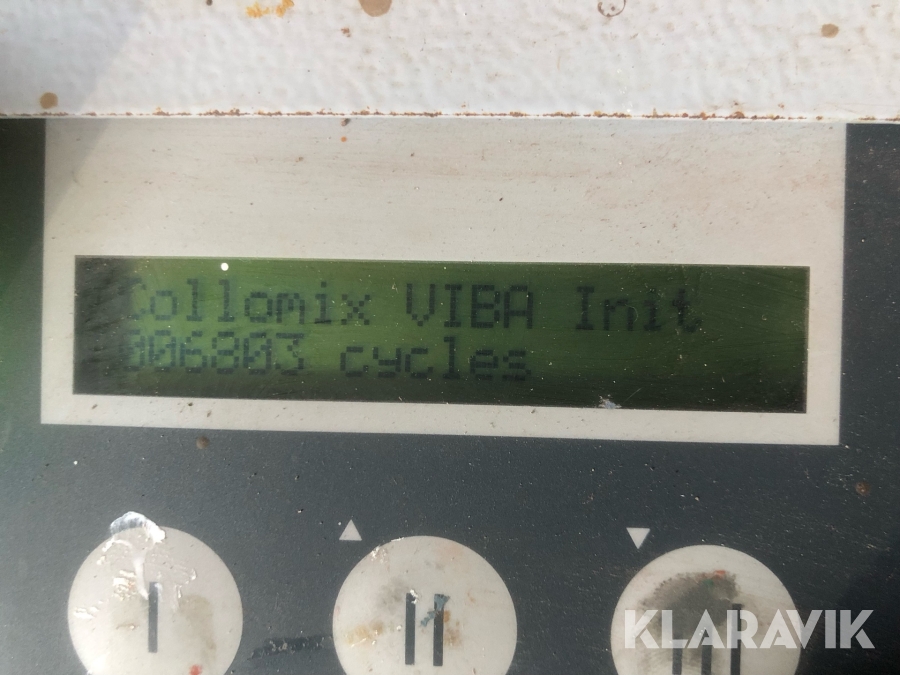 Collomix VIBA Init
006803 cycles
I
II
III
KLARAVIK